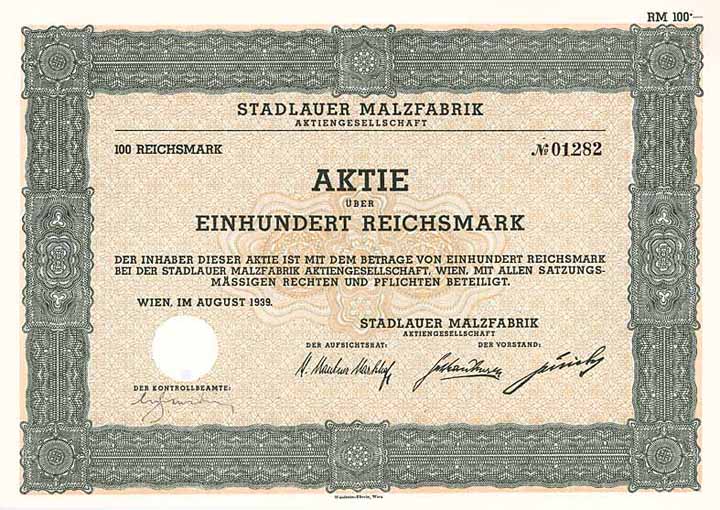 RM 100·—
STADLAUER MALZFABRIK
AKTIENGESELLSCHAFT
100 REICHSMARK
№ 01282
AKTIE
ÜBER
EINHUNDERT REICHSMARK
DER INHABER DIESER AKTIE IST MIT DEM BETRAGE VON EINHUNDERT REICHSMARK
BEI DER STADLAUER MALZFABRIK AKTIENGESELLSCHAFT, WIEN, MIT ALLEN SATZUNGS-
MÄSSIGEN RECHTEN UND PFLICHTEN BETEILIGT.
WIEN, IM AUGUST 1939.
STADLAUER MALZFABRIK
AKTIENGESELLSCHAFT
DER AUFSICHTSRAT:
DER VORSTAND:
DER KONTROLLBEAMTE: